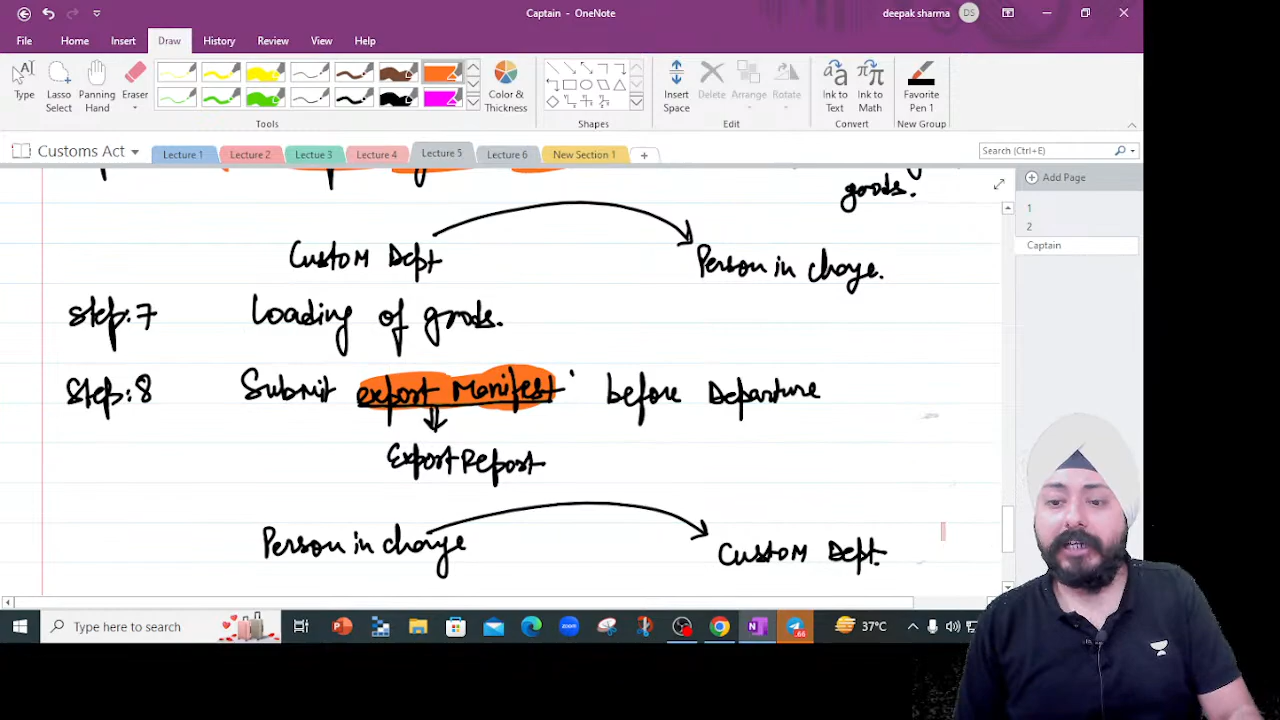 Captain - OneNote
deepak sharma DS
File Home Insert Draw History Review View Help
Type
Lasso Select
Panning Hand
Eraser
Color & Thickness
Insert Space
Delete
Arrange
Rotate
Ink to Text
Ink to Math
Favorite Pen 1
Tools
Shapes
Edit
Convert
New Group
Customs Act
Lecture 1
Lecture 2
Lectue 3
Lecture 4
Lecture 5
Lecture 6
New Section 1
Search (Ctrl+E)
Add Page
1
2
Captain
goods.
Custom Dept
Person in charge.
Step:7 Loading of goods.
Step:8 Submit export Manifest before Departure
Export Report
Person in charge
Custom Dept.
Type here to search
66
37°C